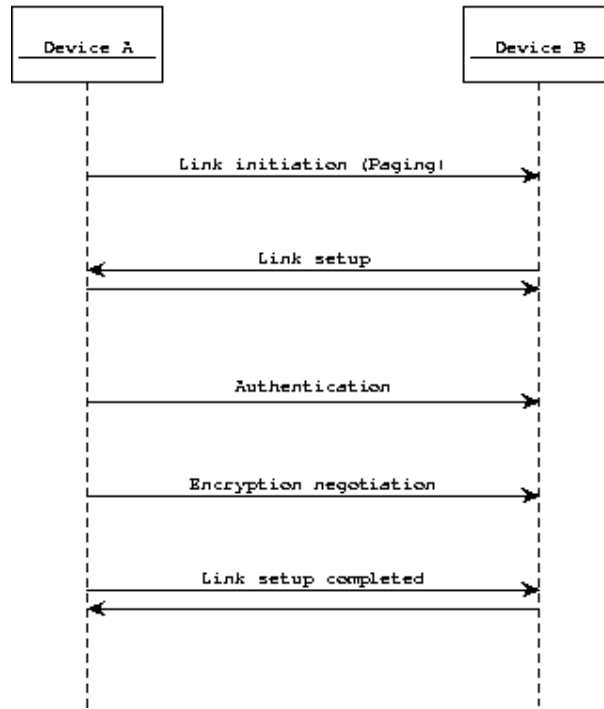 Device A
Device B
Link initiation (Paging)
Link setup
Authentication
Encryption negotiation
Link setup completed